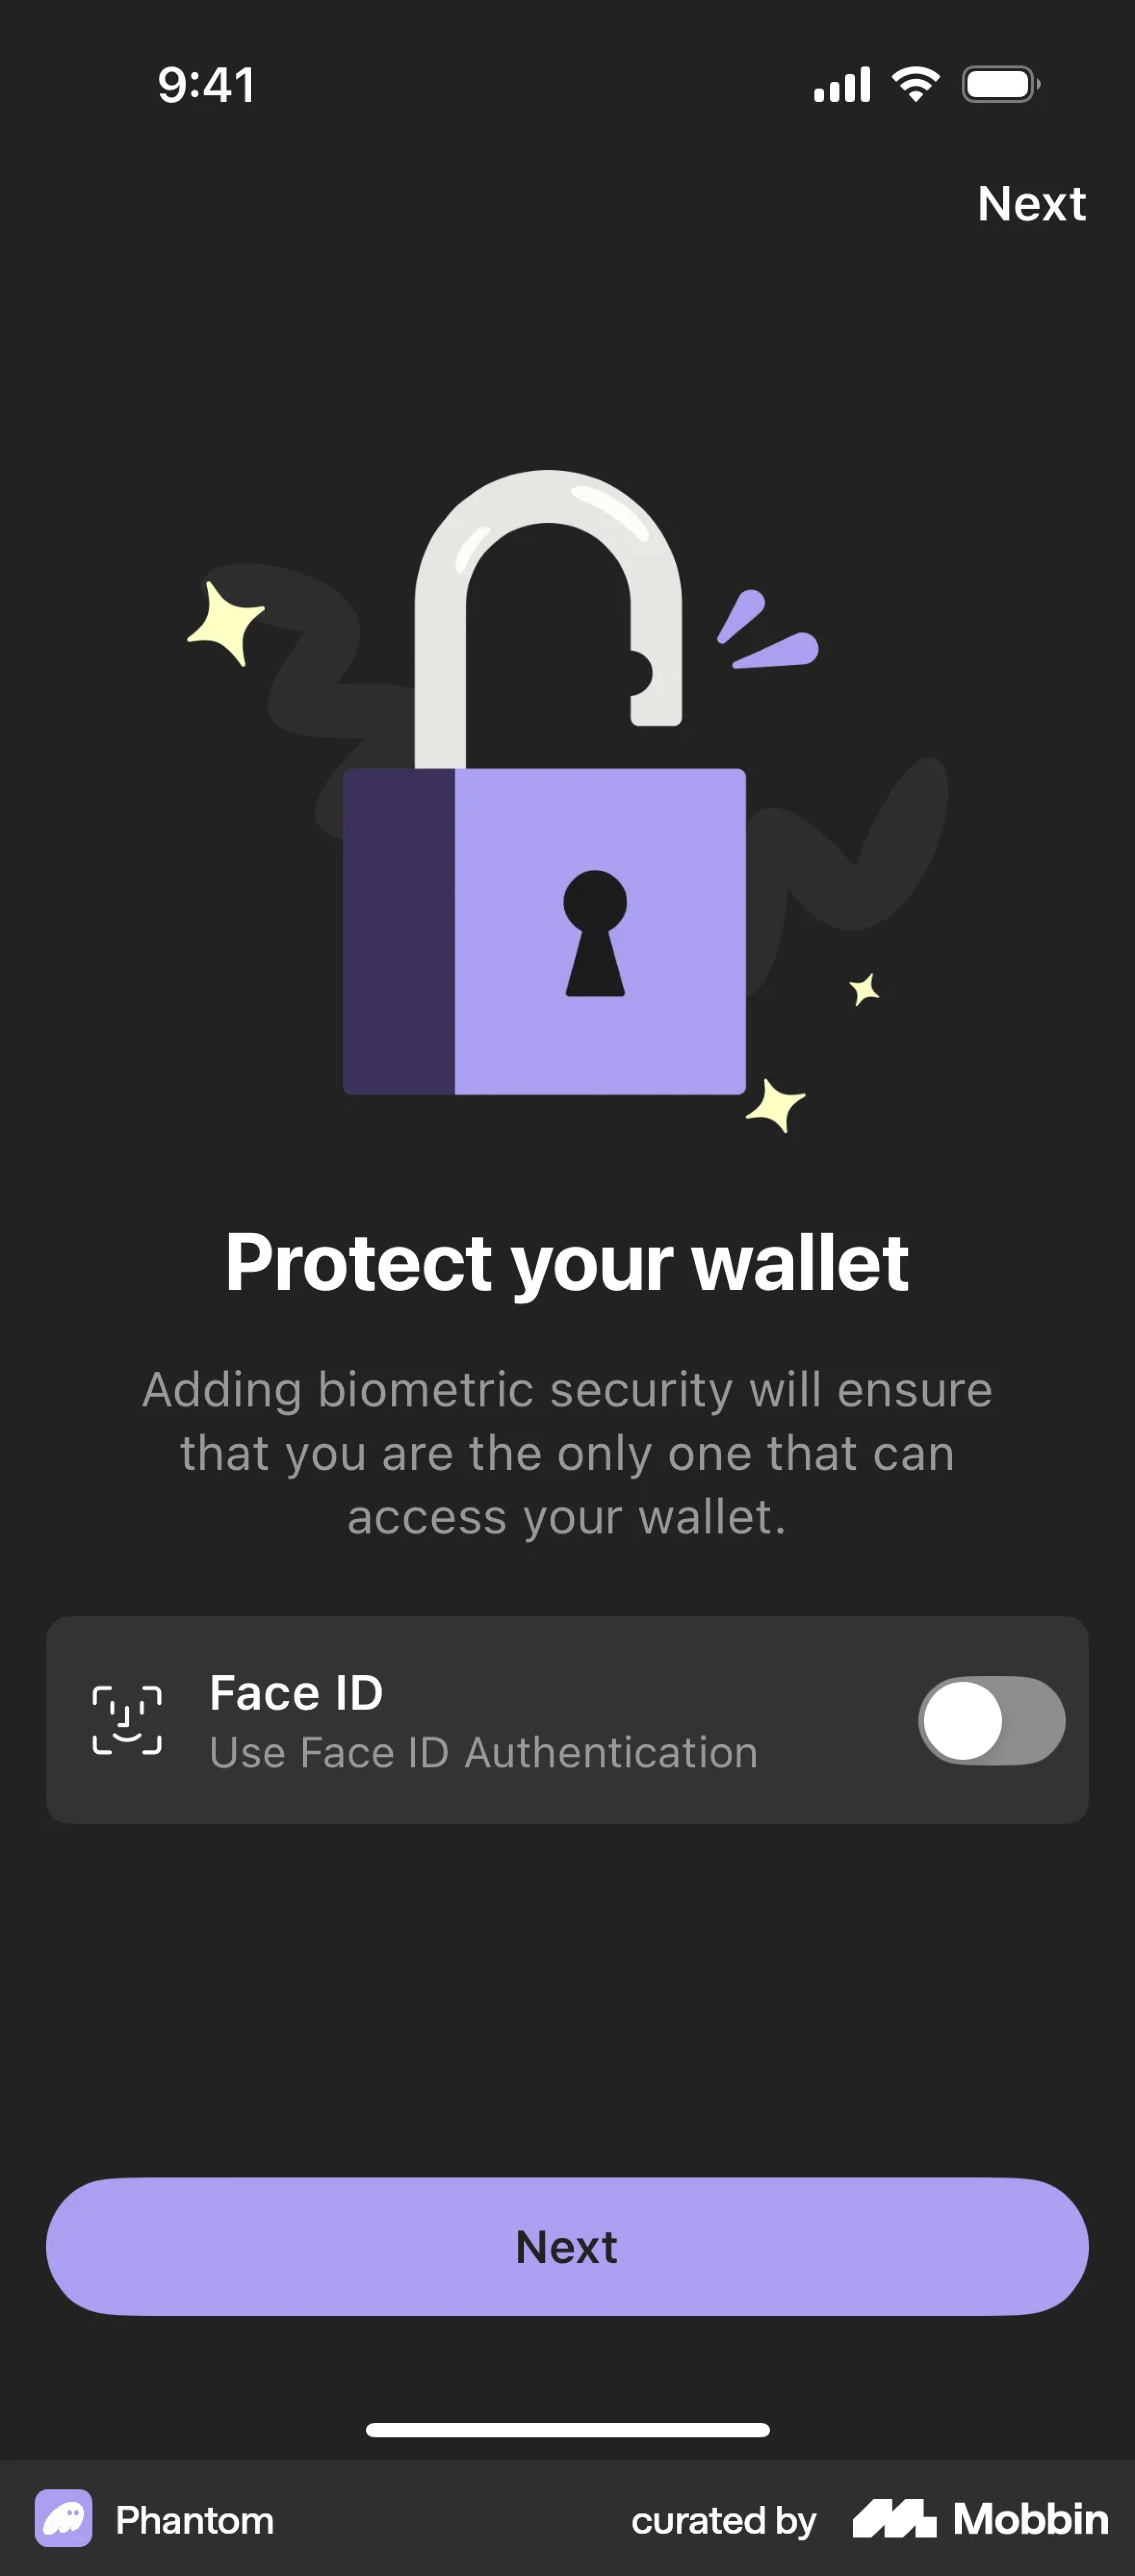 9:41
Next
Protect your wallet
Adding biometric security will ensure
that you are the only one that can
access your wallet.
Face ID
Use Face ID Authentication
Next
Phantom
curated by Mobbin